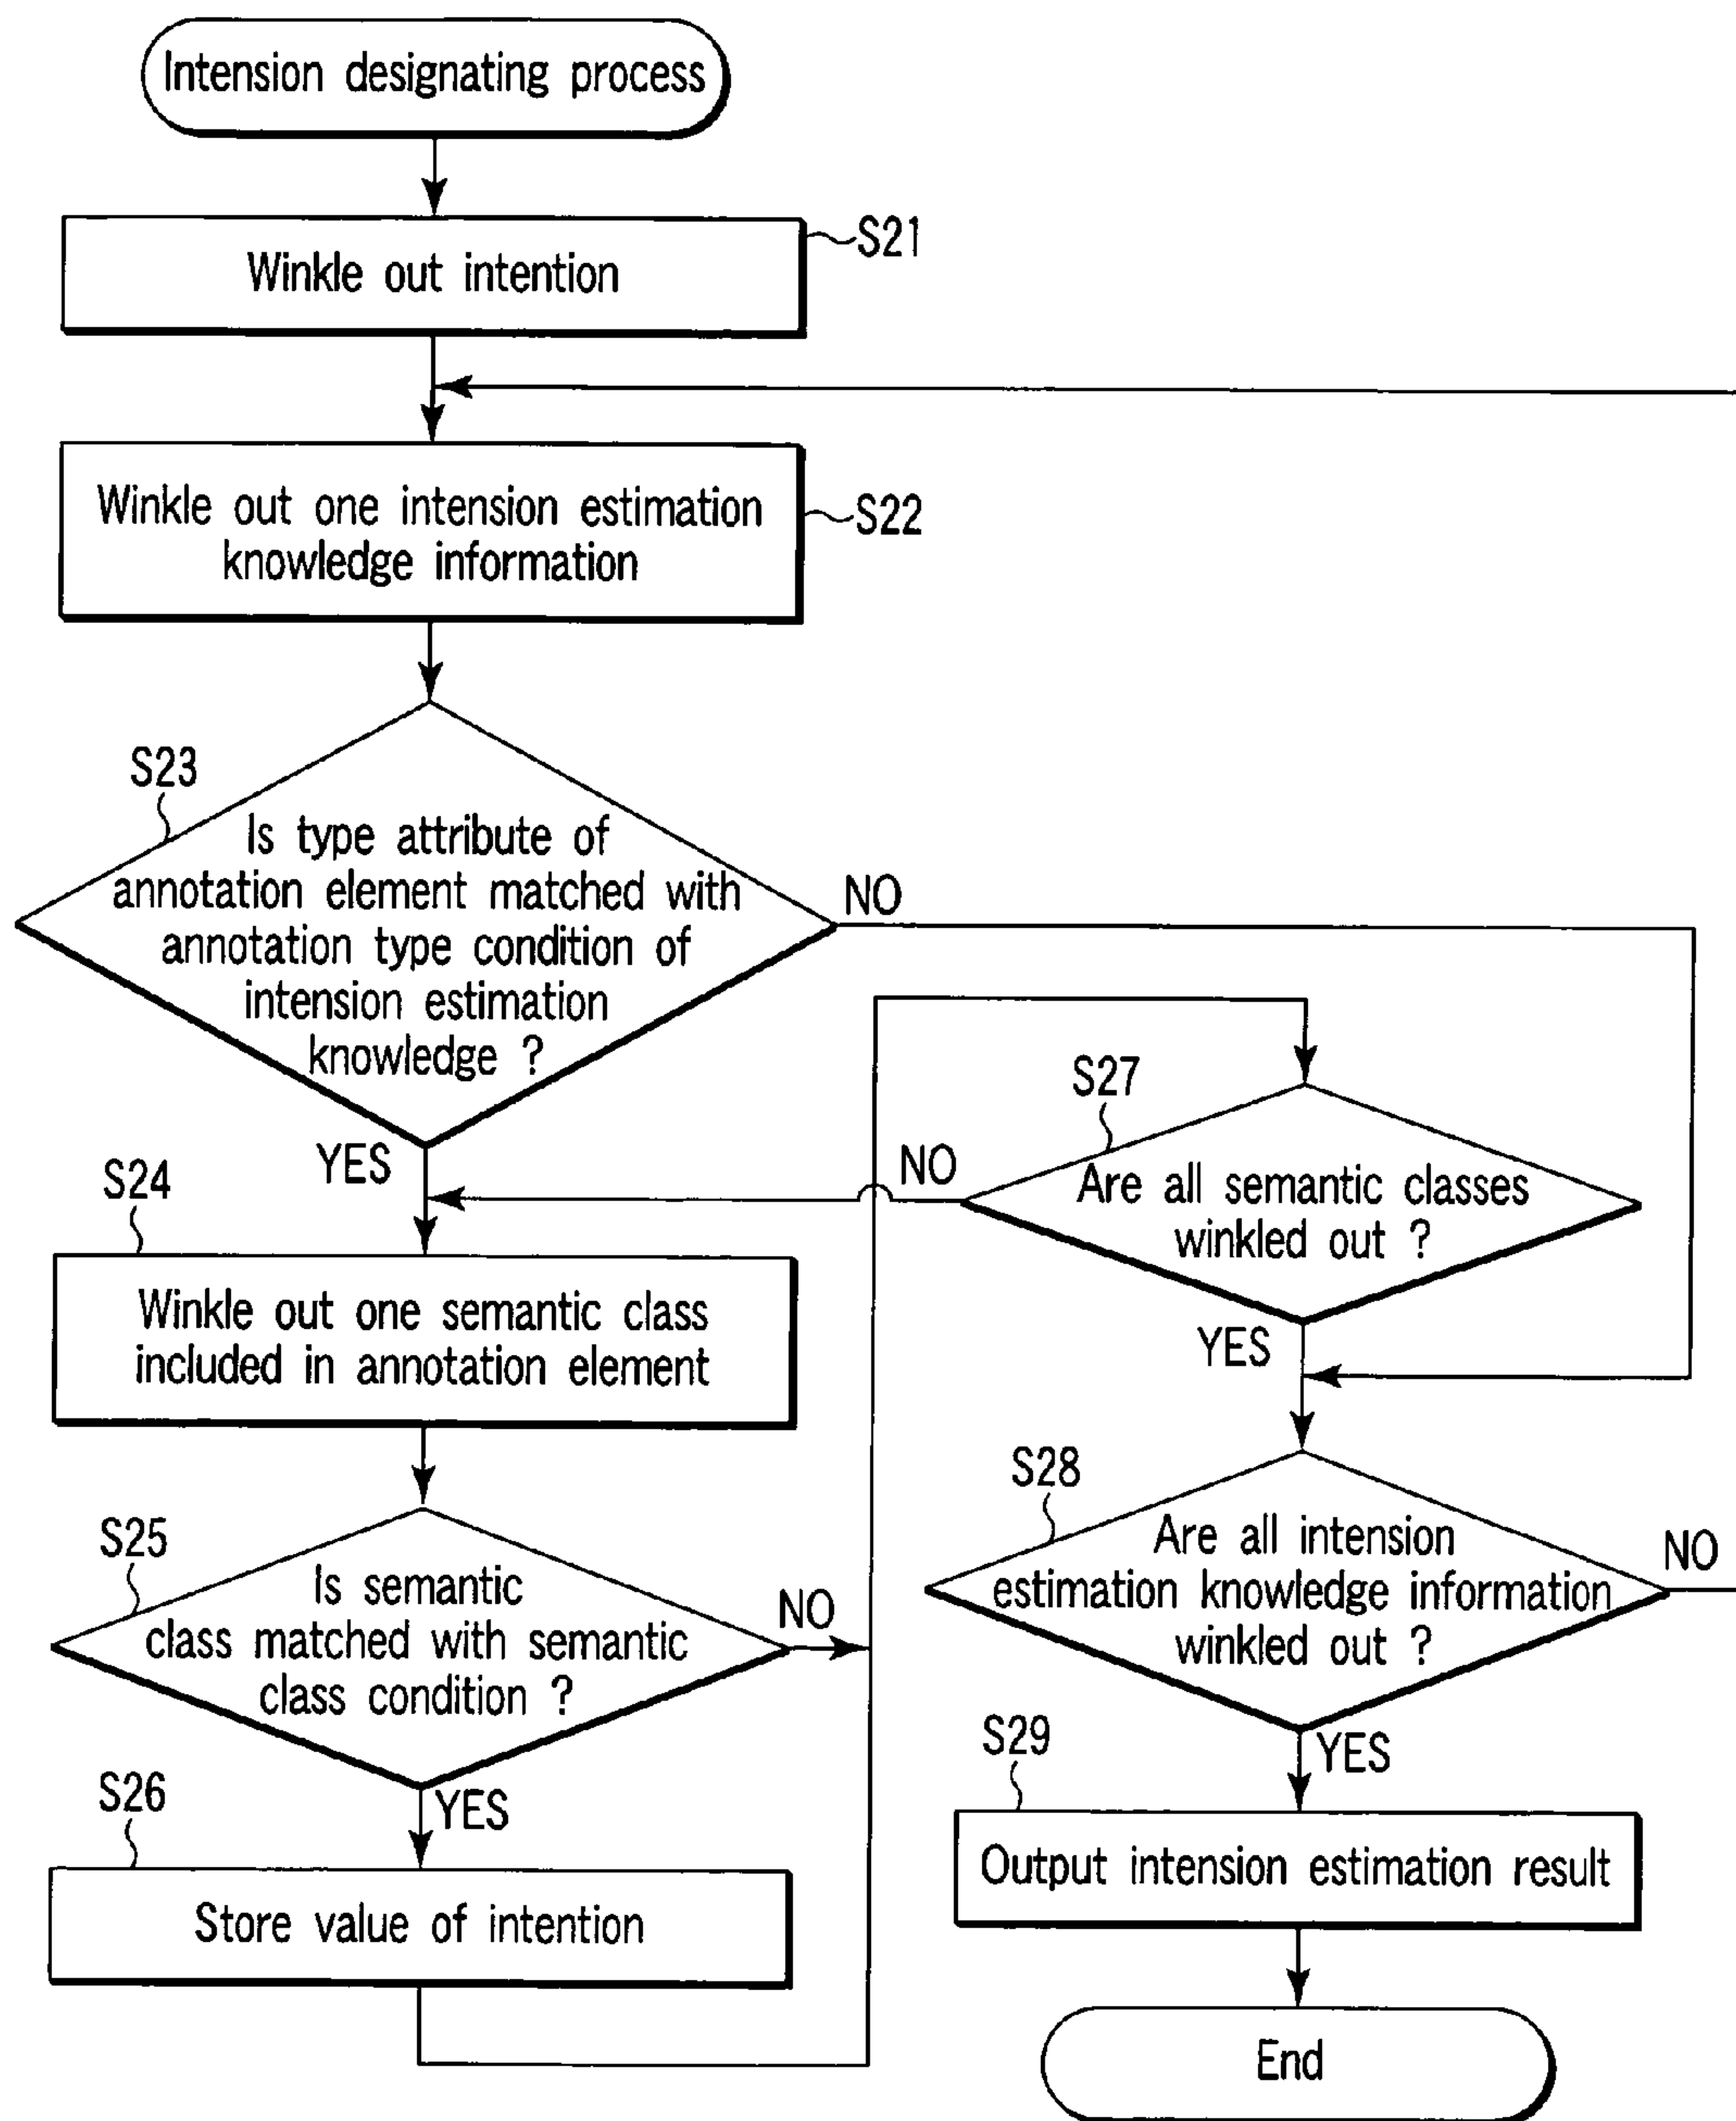 Intension designating process
Winkle out intention
S21
Winkle out one intension estimation
knowledge information
S22
S23
Is type attribute of
annotation element matched with
annotation type condition of
intension estimation
knowledge ?
NO
YES
S24
Winkle out one semantic class
included in annotation element
S25
Is semantic
class matched with semantic
class condition ?
NO
YES
S26
Store value of intention
S27
Are all semantic classes
winkled out ?
NO
YES
S28
Are all intension
estimation knowledge information
winkled out ?
NO
YES
S29
Output intension estimation result
End